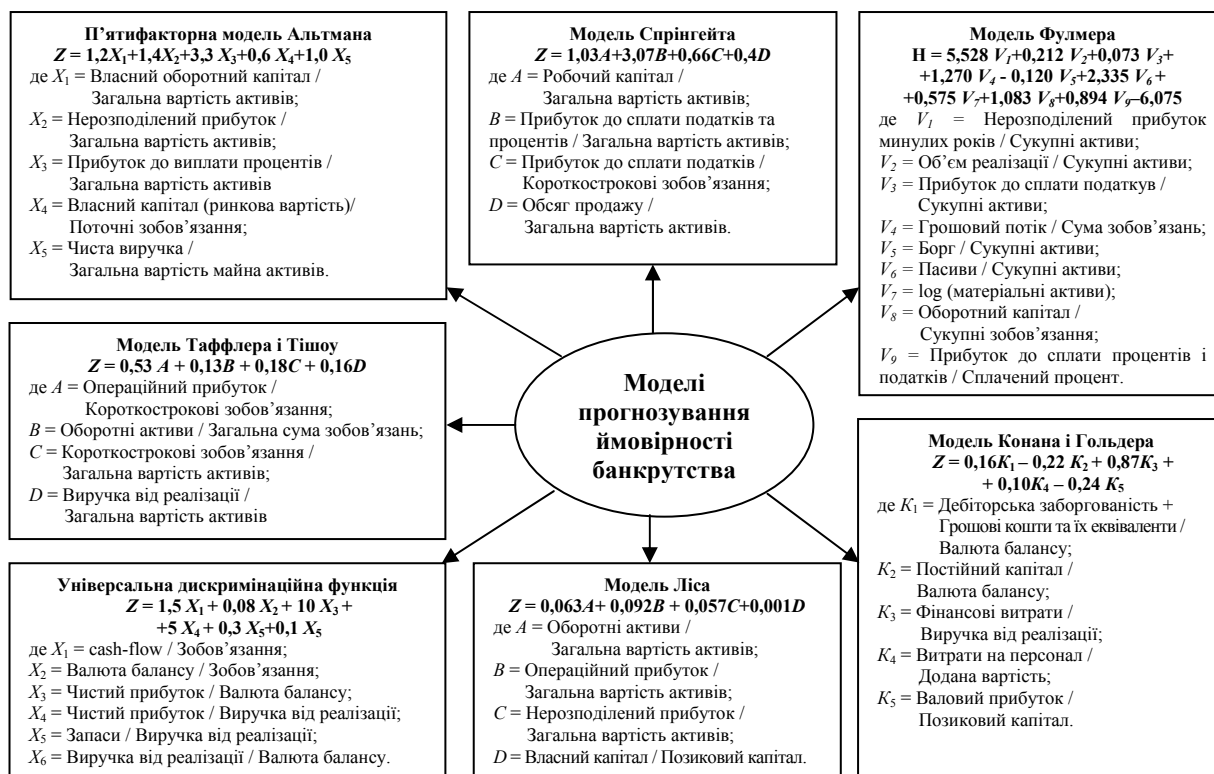 П’ятифакторна модель Альтмана
Z = 1,2X₁+1,4X₂+3,3 X₃+0,6 X₄+1,0 X₅
де X₁ = Власний оборотний капітал /
Загальна вартість активів;
X₂ = Нерозподілений прибуток /
Загальна вартість активів;
X₃ = Прибуток до виплати процентів /
Загальна вартість активів
X₄ = Власний капітал (ринкова вартість)/
Поточні зобов’язання;
X₅ = Чиста виручка /
Загальна вартість майна активів.
Модель Спрінгейта
Z = 1,03A+3,07B+0,66C+0,4D
де A = Робочий капітал /
Загальна вартість активів;
B = Прибуток до сплати податків та
процентів / Загальна вартість активів;
C = Прибуток до сплати податків /
Короткострокові зобов’язання;
D = Обсяг продажу /
Загальна вартість активів.
Модель Фулмера
H = 5,528 V₁+0,212 V₂+0,073 V₃+
+1,270 V₄ - 0,120 V₅+2,335 V₆ +
+0,575 V₇+1,083 V₈+0,894 V₉–6,075
де V₁ = Нерозподілений прибуток
минулих років / Сукупні активи;
V₂ = Об’єм реалізації / Сукупні активи;
V₃ = Прибуток до сплати податкув /
Сукупні активи;
V₄ = Грошовий потік / Сума зобов’язань;
V₅ = Борг / Сукупні активи;
V₆ = Пасиви / Сукупні активи;
V₇ = log (матеріальні активи);
V₈ = Оборотний капітал /
Сукупні зобов’язання;
V₉ = Прибуток до сплати процентів і
податків / Сплачений процент.
Модель Таффлера і Тішоу
Z = 0,53 A + 0,13B + 0,18C + 0,16D
де A = Операційний прибуток /
Короткострокові зобов’язання;
B = Оборотні активи / Загальна сума зобов’язань;
C = Короткострокові зобов’язання /
Загальна вартість активів;
D = Виручка від реалізації /
Загальна вартість активів
Моделі
прогнозування
ймовірності
банкрутства
Модель Конана і Гольдера
Z = 0,16K₁ – 0,22 K₂ + 0,87K₃ +
+ 0,10K₄ – 0,24 K₅
де K₁ = Дебіторська заборгованість +
Грошові кошти та їх еквіваленти /
Валюта балансу;
K₂ = Постійний капітал /
Валюта балансу;
K₃ = Фінансові витрати /
Виручка від реалізації;
K₄ = Витрати на персонал /
Додана вартість;
K₅ = Валовий прибуток /
Позиковий капітал.
Універсальна дискримінаційна функція
Z = 1,5 X₁ + 0,08 X₂ + 10 X₃ +
+5 X₄ + 0,3 X₅+0,1 X₅
де X₁ = cash-flow / Зобов’язання;
X₂ = Валюта балансу / Зобов’язання;
X₃ = Чистий прибуток / Валюта балансу;
X₄ = Чистий прибуток / Виручка від реалізації;
X₅ = Запаси / Виручка від реалізації;
X₆ = Виручка від реалізації / Валюта балансу.
Модель Ліса
Z = 0,063A+ 0,092B + 0,057C+0,001D
де A = Оборотні активи /
Загальна вартість активів;
B = Операційний прибуток /
Загальна вартість активів;
C = Нерозподілений прибуток /
Загальна вартість активів;
D = Власний капітал / Позиковий капітал.